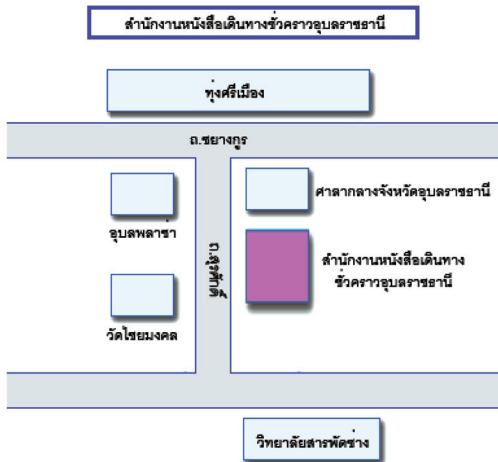 สำนักงานหนังสือเดินทางชั่วคราวอุบลราชธานี
ทุ่งศรีเมือง
ถ.ชยางกูร
ศาลากลางจังหวัดอุบลราชธานี
อุบลพลาซ่า
ถ.สุรศักดิ์
สำนักงานหนังสือเดินทาง
ชั่วคราวอุบลราชธานี
วัดไชยมงคล
วิทยาลัยสารพัดช่าง